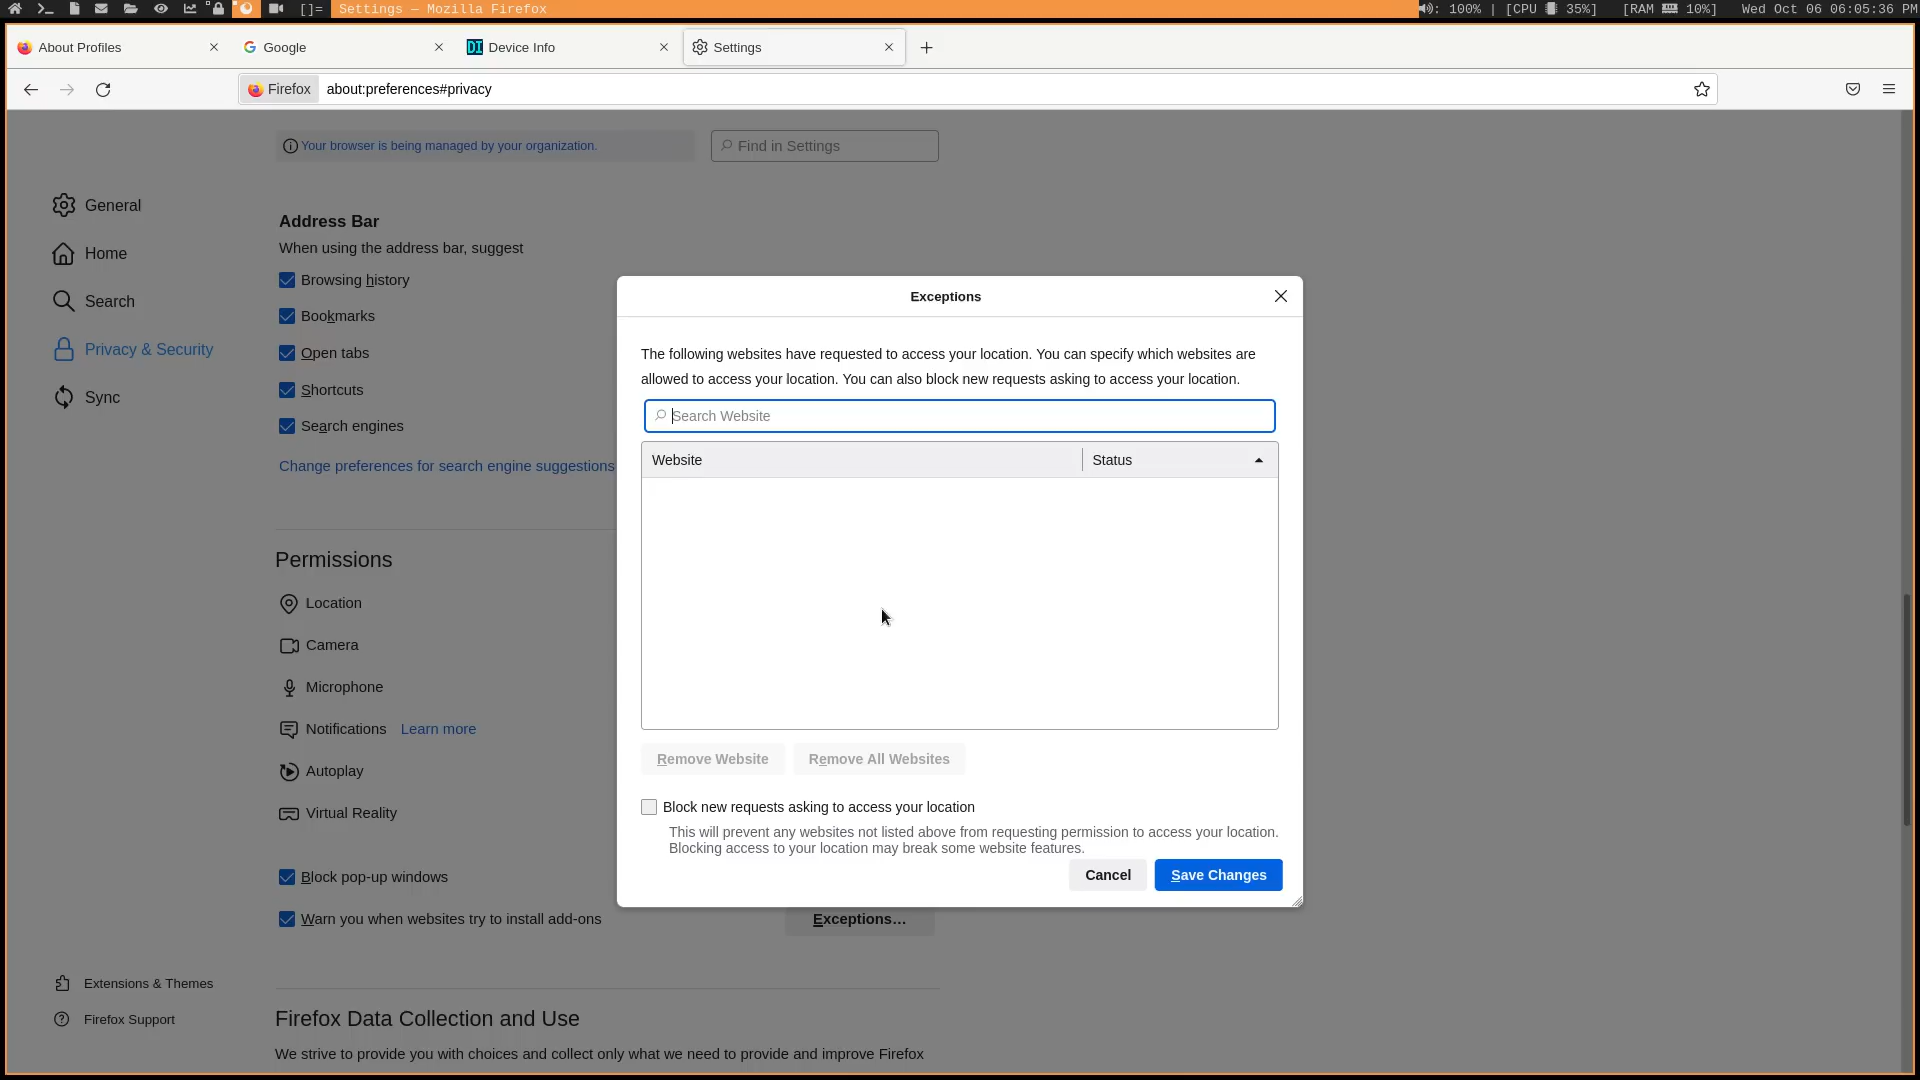 []= Settings — Mozilla Firefox : 100% | [CPU 35%] [RAM 10%] Wed Oct 06 06:05:36 PM
About Profiles Google DI Device Info Settings
Firefox about:preferences#privacy
Your browser is being managed by your organization. Find in Settings
General
Home
Search
Privacy & Security
Sync
Address Bar
When using the address bar, suggest
Browsing history
Bookmarks
Open tabs
Shortcuts
Search engines
Change preferences for search engine suggestions
Permissions
Location
Camera
Microphone
Notifications Learn more
Autoplay
Virtual Reality
Block pop-up windows
Warn you when websites try to install add-ons Exceptions…
Extensions & Themes
Firefox Support
Firefox Data Collection and Use
We strive to provide you with choices and collect only what we need to provide and improve Firefox
Exceptions
The following websites have requested to access your location. You can specify which websites are
allowed to access your location. You can also block new requests asking to access your location.
Search Website
Website Status
Remove Website Remove All Websites
Block new requests asking to access your location
This will prevent any websites not listed above from requesting permission to access your location.
Blocking access to your location may break some website features.
Cancel Save Changes